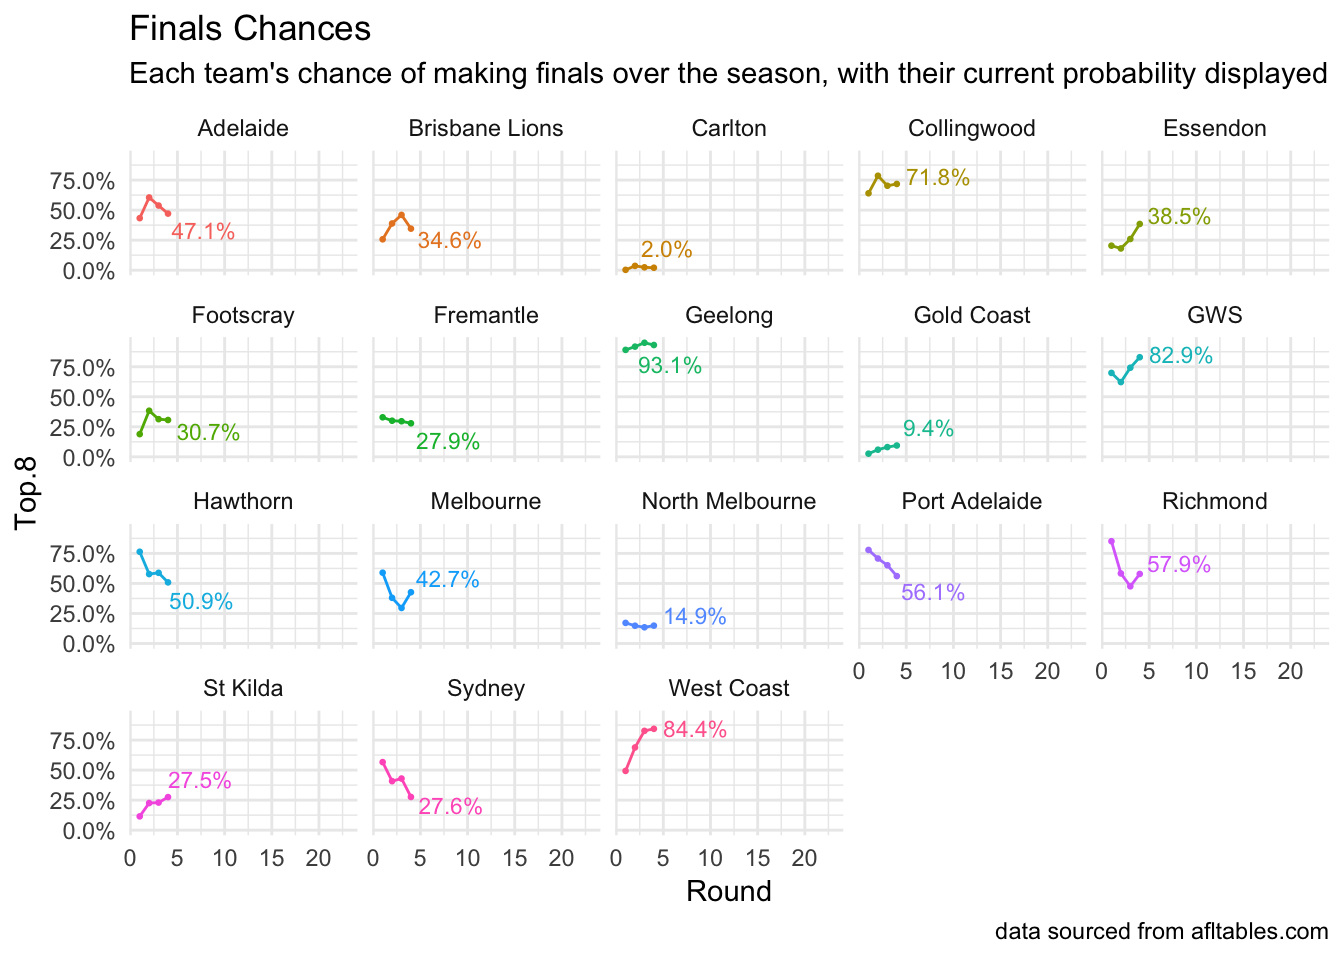 Finals Chances
Each team's chance of making finals over the season, with their current probability displayed
Adelaide Brisbane Lions Carlton Collingwood Essendon
75.0%
50.0%
25.0%
0.0%
47.1% 34.6% 2.0% 71.8% 38.5%
Footscray Fremantle Geelong Gold Coast GWS
75.0%
50.0%
25.0%
0.0%
30.7% 27.9% 93.1% 9.4% 82.9%
Top.8
Hawthorn Melbourne North Melbourne Port Adelaide Richmond
75.0%
50.0%
25.0%
0.0%
50.9% 42.7% 14.9% 56.1% 57.9%
0 5 10 15 20 0 5 10 15 20
St Kilda Sydney West Coast
75.0%
50.0%
25.0%
0.0%
27.5% 27.6% 84.4%
0 5 10 15 20 0 5 10 15 20 0 5 10 15 20
Round
data sourced from afltables.com